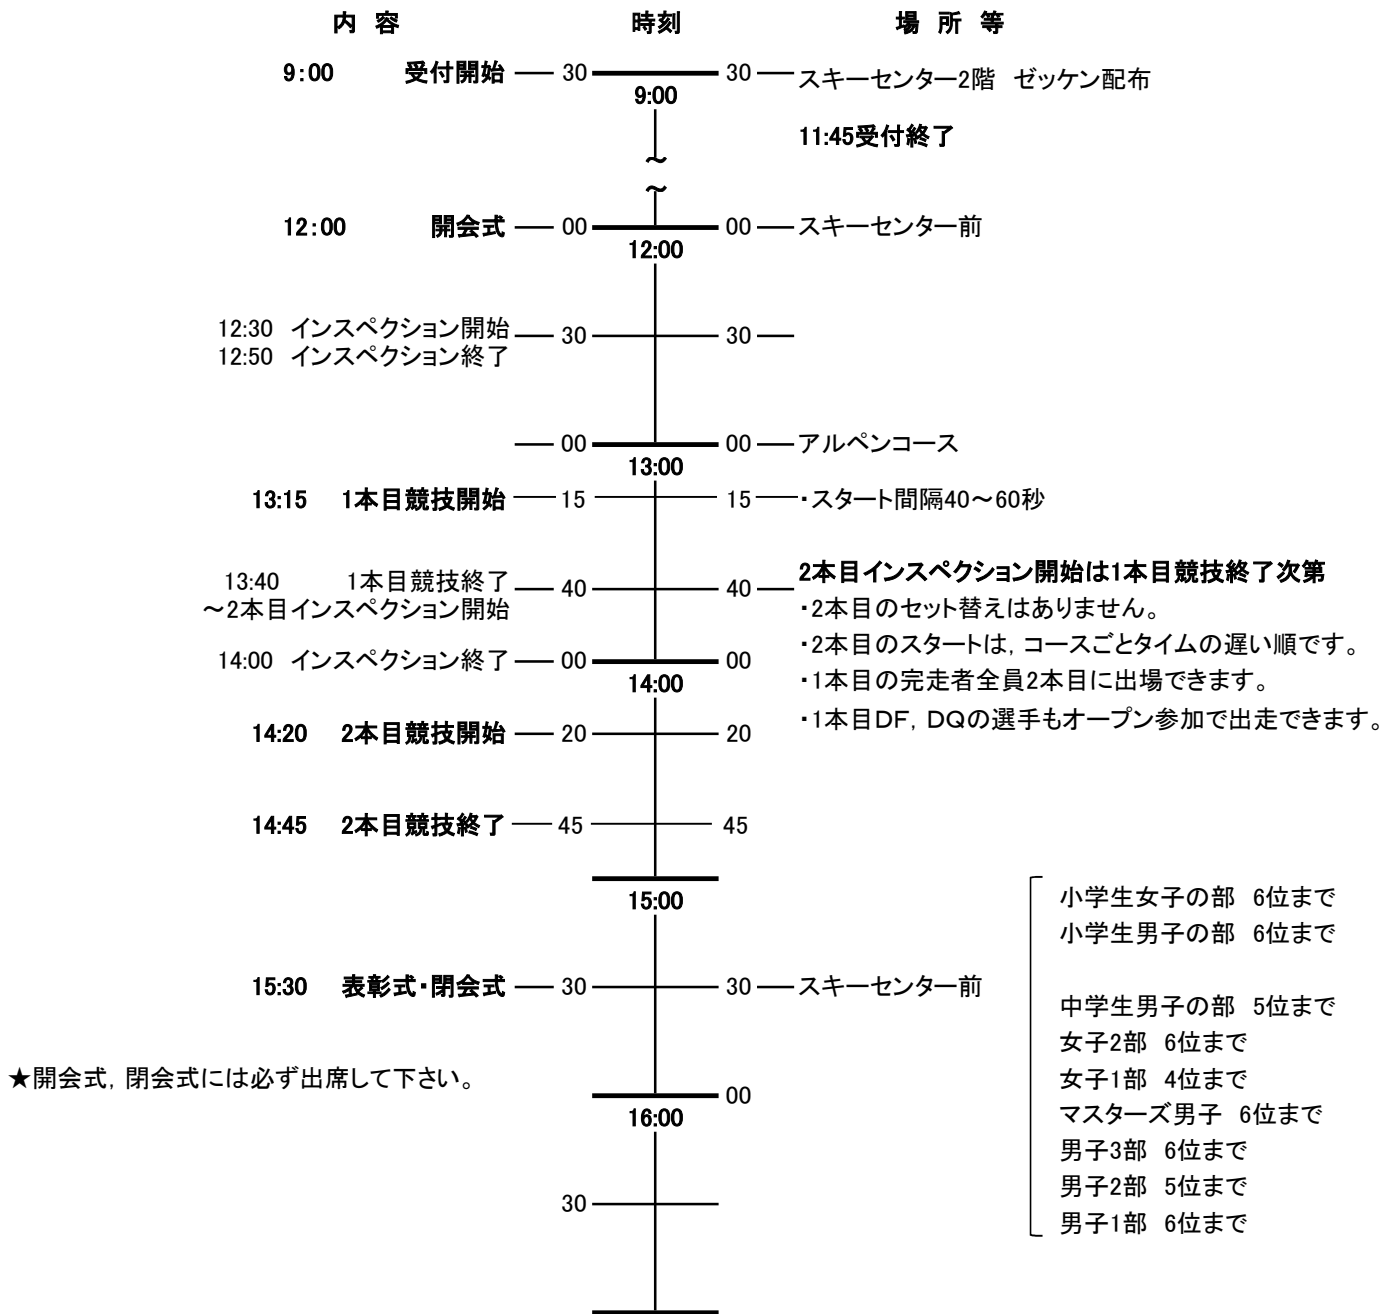 内 容 時刻 場 所 等
9:00 受付開始 30 30 スキーセンター2階 ゼッケン配布
9:00
11:45受付終了
～
～
12:00 開会式 00 00 スキーセンター前
12:00
12:30 インスペクション開始 30 30
12:50 インスペクション終了
00 00 アルペンコース
13:00
13:15 1本目競技開始 15 15 ・スタート間隔40～60秒
2本目インスペクション開始は1本目競技終了次第
13:40 1本目競技終了 40 40
～2本目インスペクション開始
・2本目のセット替えはありません。
・2本目のスタートは，コースごとタイムの遅い順です。
14:00 インスペクション終了 00 00
14:00
・1本目の完走者全員2本目に出場できます。
・1本目DF，DQの選手もオープン参加で出走できます。
14:20 2本目競技開始 20 20
14:45 2本目競技終了 45 45
15:00
小学生女子の部 6位まで
小学生男子の部 6位まで
15:30 表彰式・閉会式 30 30 スキーセンター前
中学生男子の部 5位まで
女子2部 6位まで
★開会式，閉会式には必ず出席して下さい。
女子1部 4位まで
00
16:00
マスターズ男子 6位まで
男子3部 6位まで
男子2部 5位まで
30
男子1部 6位まで